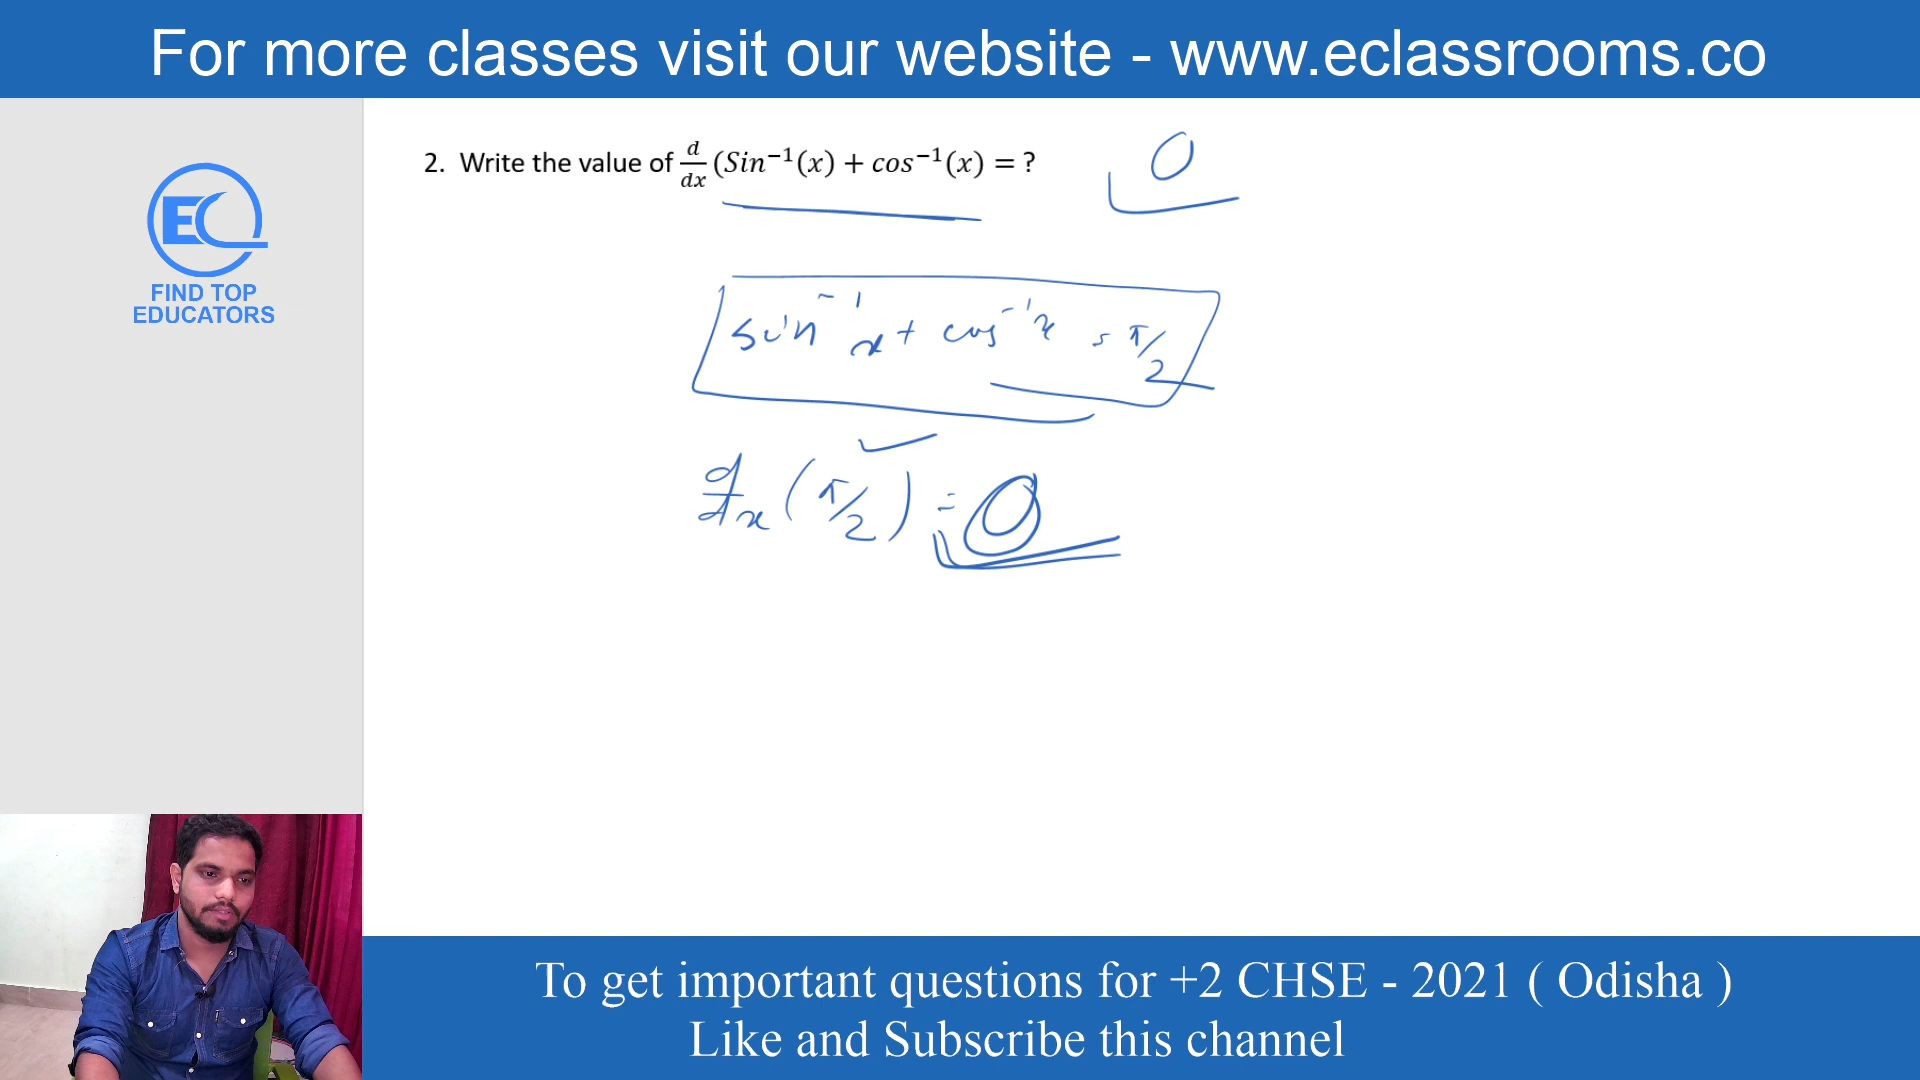 For more classes visit our website - www.eclassrooms.co
EC
FIND TOP
EDUCATORS
2. Write the value of d/dx (Sin⁻¹(x) + cos⁻¹(x) = ?
0
sin⁻¹x + cos⁻¹x = π/2
d/dx (π/2) = 0
To get important questions for +2 CHSE - 2021 ( Odisha )
Like and Subscribe this channel